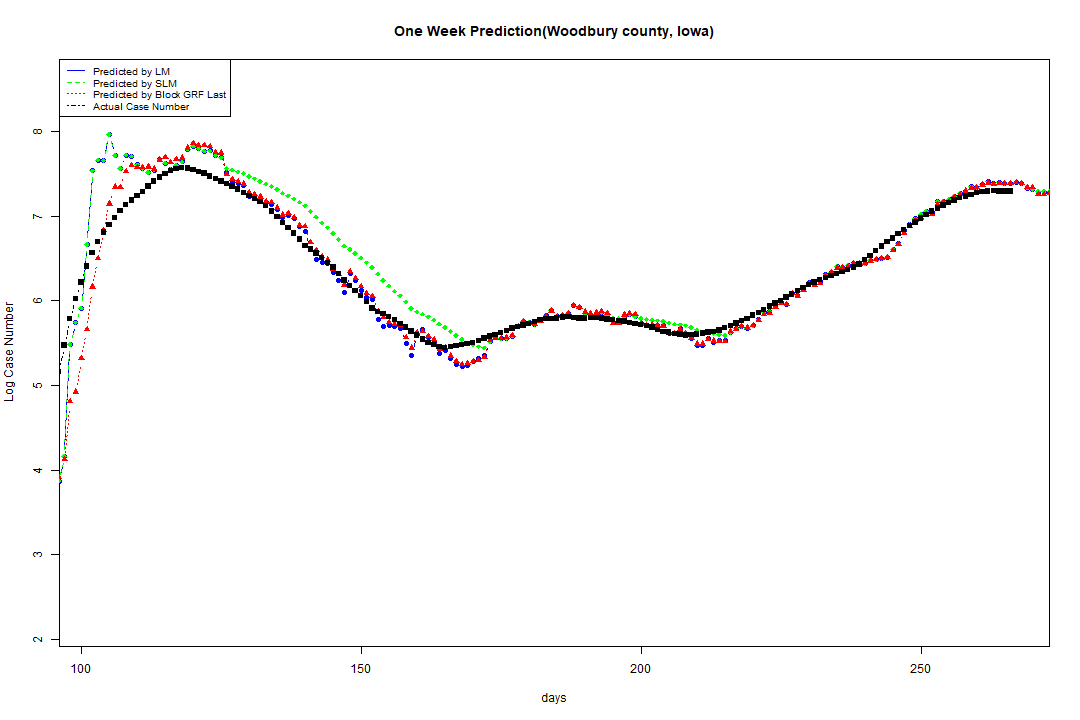 One Week Prediction(Woodbury county, Iowa)
Predicted by LM
Predicted by SLM
Predicted by Block GRF Last
Actual Case Number
Log Case Number
8
7
6
5
4
3
2
100 150 200 250
days